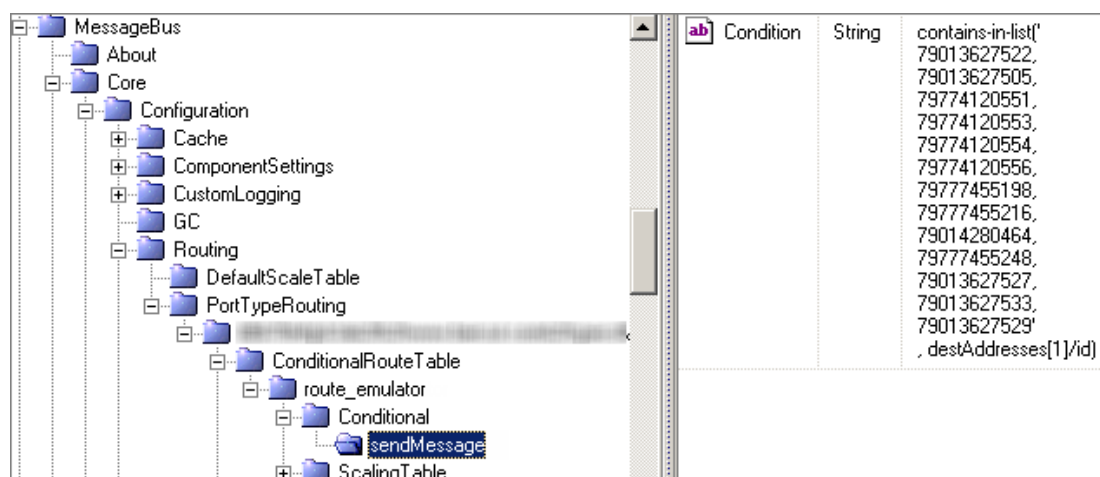 MessageBus
About
Core
Configuration
Cache
ComponentSettings
CustomLogging
GC
Routing
DefaultScaleTable
PortTypeRouting
ConditionalRouteTable
route_emulator
Conditional
sendMessage
ScalingTable
ab Condition String contains-in-list('
79013627522,
79013627505,
79774120551,
79774120553,
79774120554,
79774120556,
79777455198,
79777455216,
79014280464,
79777455248,
79013627527,
79013627533,
79013627529'
, destAddresses[1]/id)